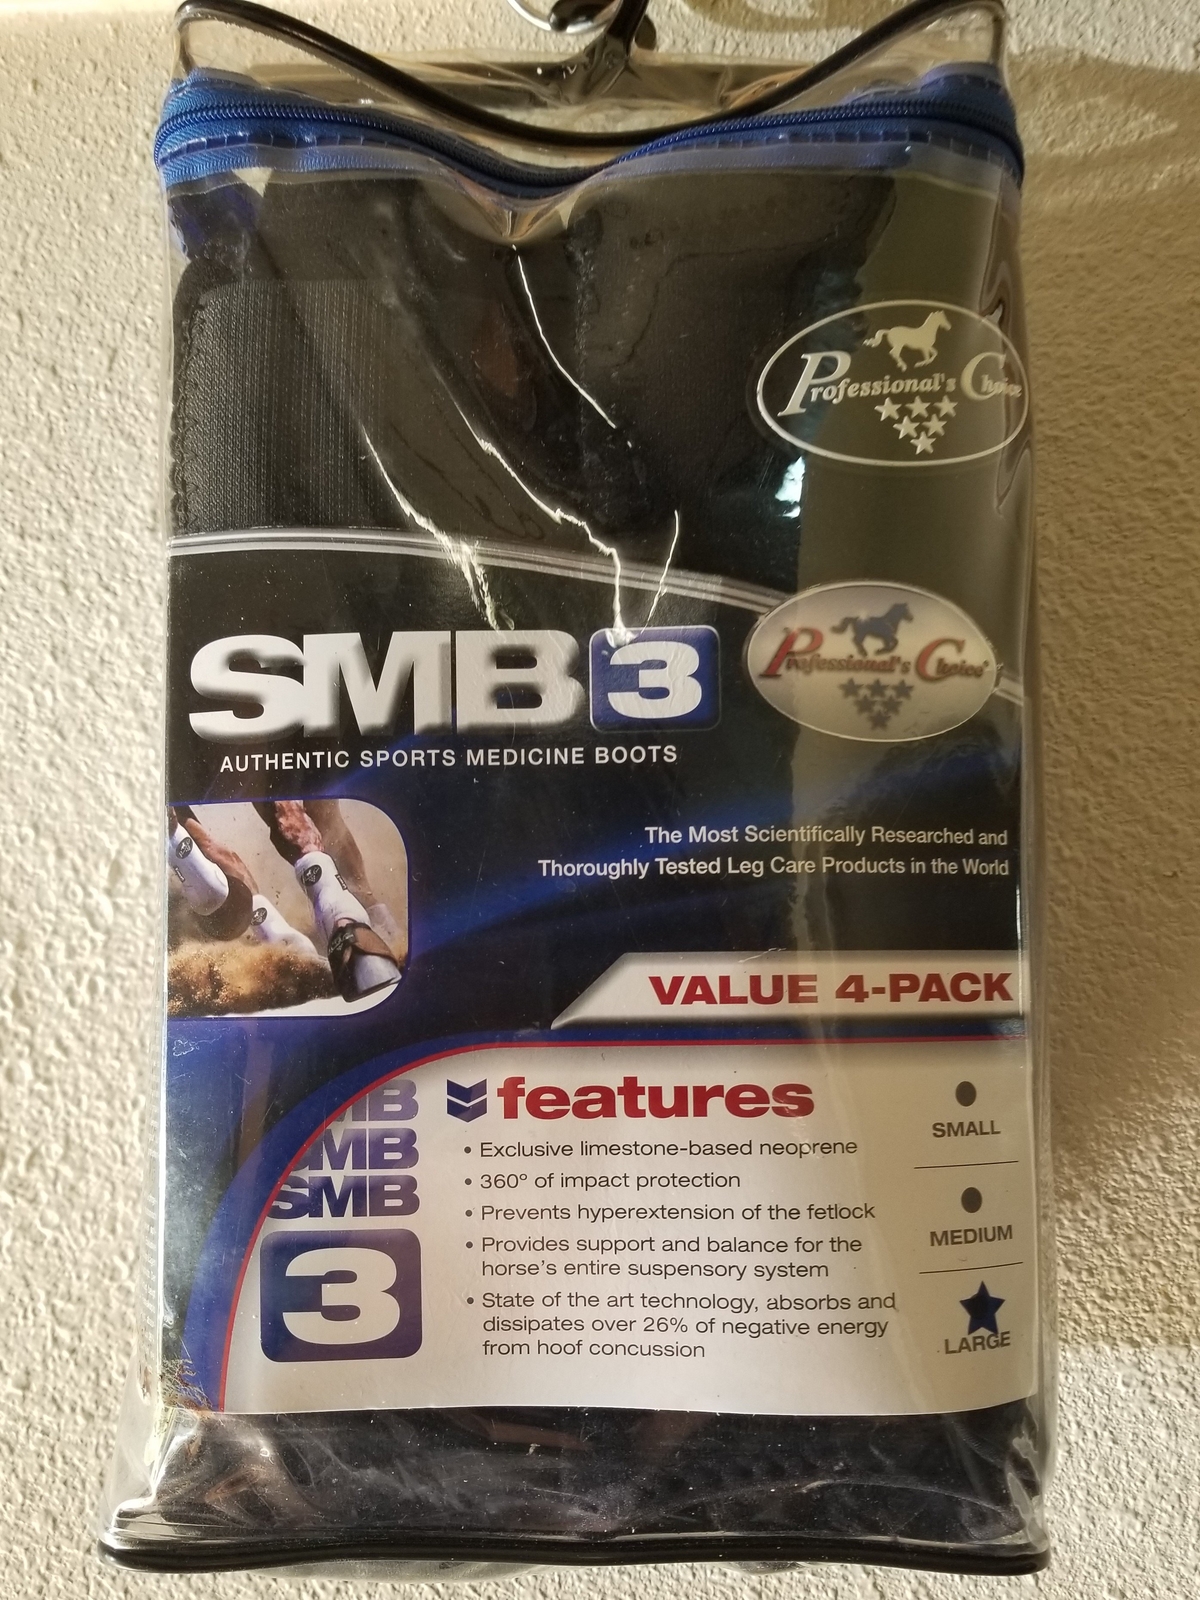 Professional's Choice
SMB 3
AUTHENTIC SPORTS MEDICINE BOOTS
Professional's Choice
The Most Scientifically Researched and
Thoroughly Tested Leg Care Products in the World
VALUE 4-PACK
SMB
SMB
3
features
• Exclusive limestone-based neoprene
• 360° of impact protection
• Prevents hyperextension of the fetlock
• Provides support and balance for the
horse's entire suspensory system
• State of the art technology, absorbs and
dissipates over 26% of negative energy
from hoof concussion
SMALL
MEDIUM
LARGE